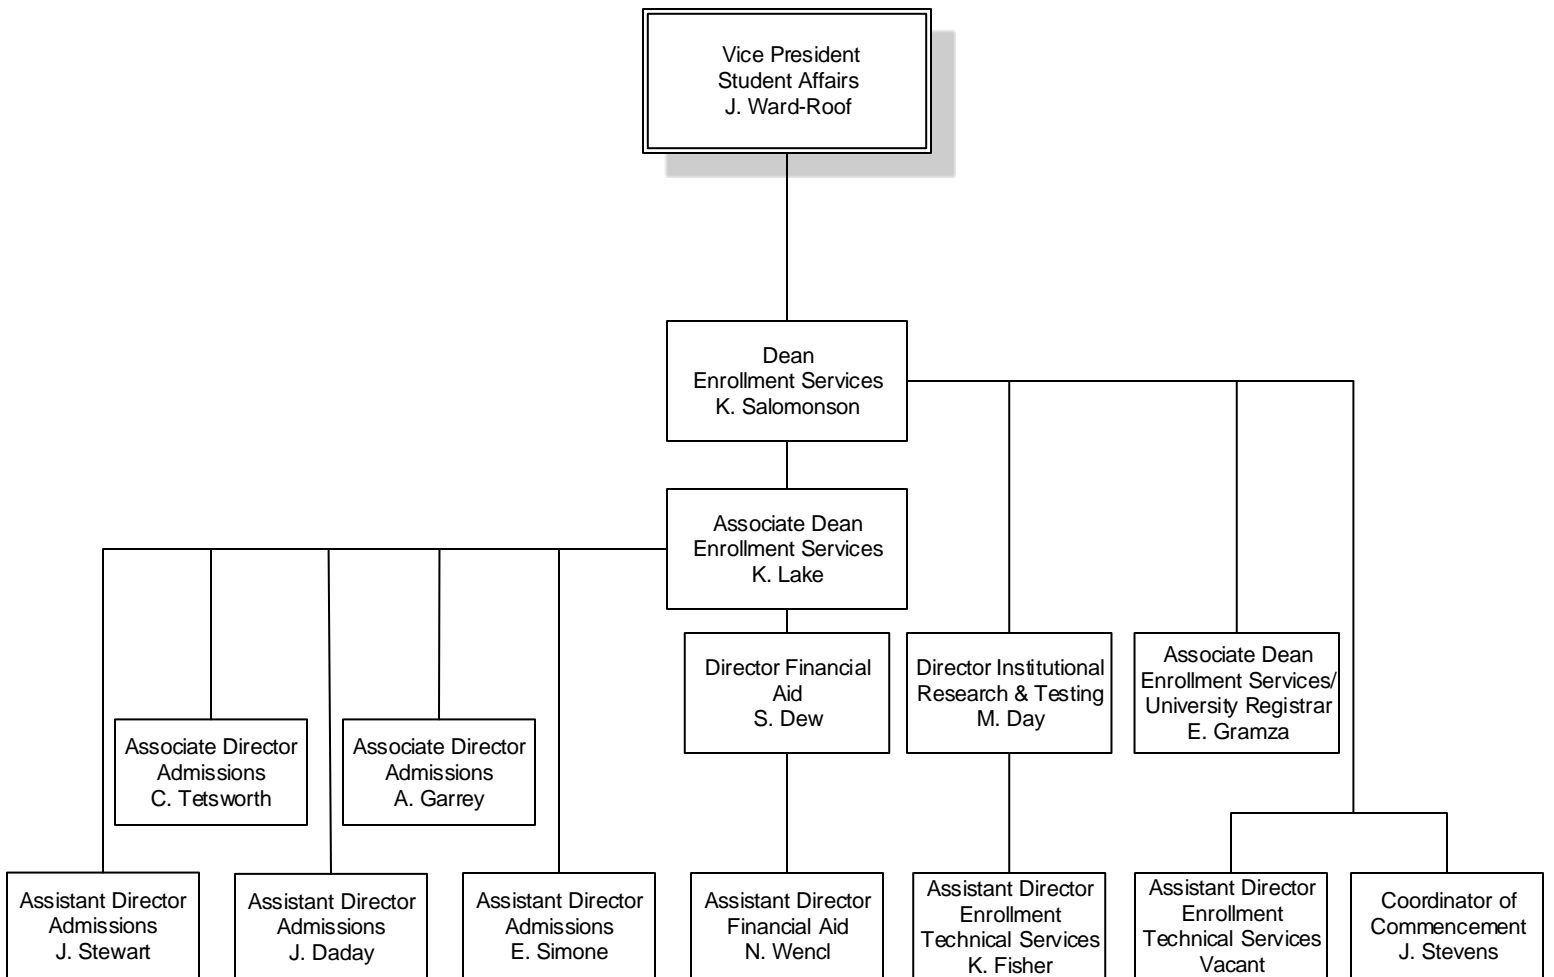 Vice President
Student Affairs
J. Ward-Roof
Dean
Enrollment Services
K. Salomonson
Associate Dean
Enrollment Services
K. Lake
Director Financial
Aid
S. Dew
Director Institutional
Research & Testing
M. Day
Associate Dean
Enrollment Services/
University Registrar
E. Gramza
Associate Director
Admissions
C. Tetsworth
Associate Director
Admissions
A. Garrey
Assistant Director
Admissions
J. Stewart
Assistant Director
Admissions
J. Daday
Assistant Director
Admissions
E. Simone
Assistant Director
Financial Aid
N. Wencl
Assistant Director
Enrollment
Technical Services
K. Fisher
Assistant Director
Enrollment
Technical Services
Vacant
Coordinator of
Commencement
J. Stevens